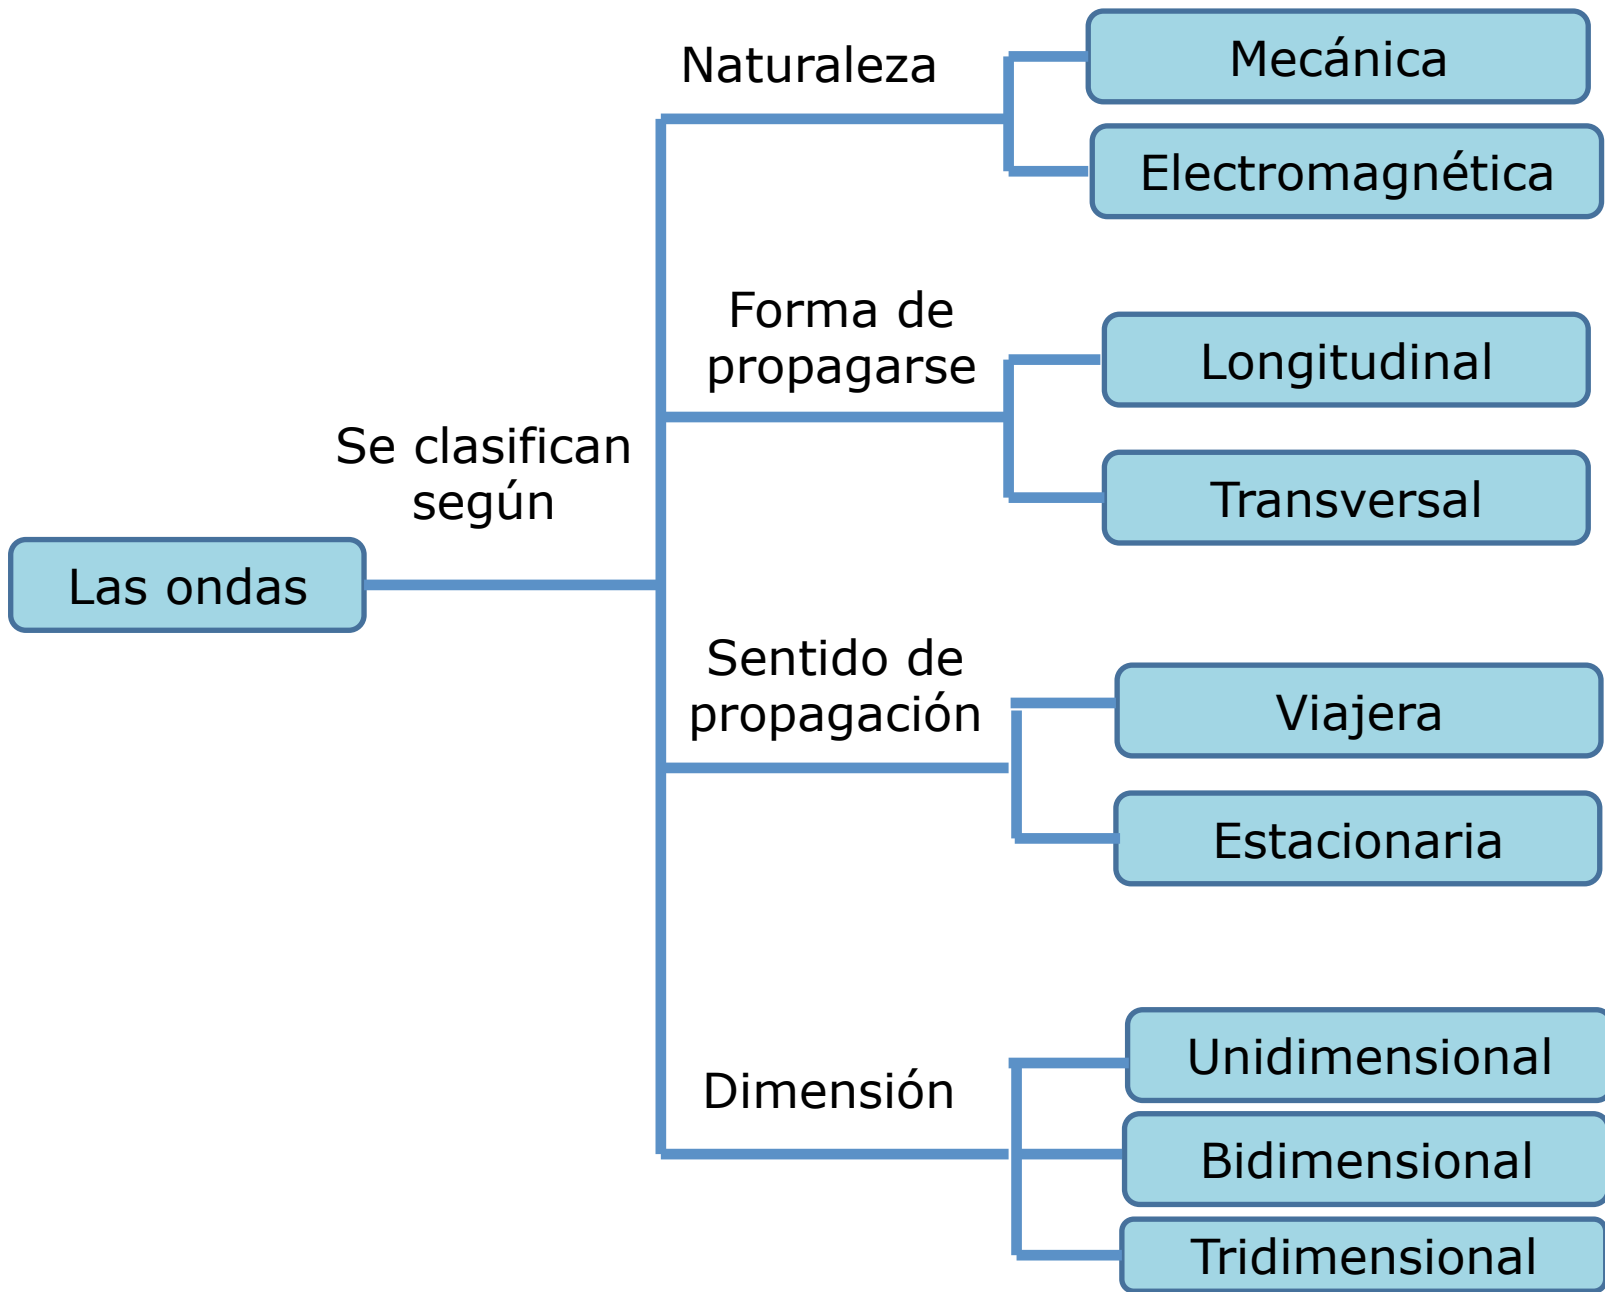 Las ondas
Se clasifican
según
Naturaleza
Mecánica
Electromagnética
Forma de
propagarse
Longitudinal
Transversal
Sentido de
propagación
Viajera
Estacionaria
Dimensión
Unidimensional
Bidimensional
Tridimensional